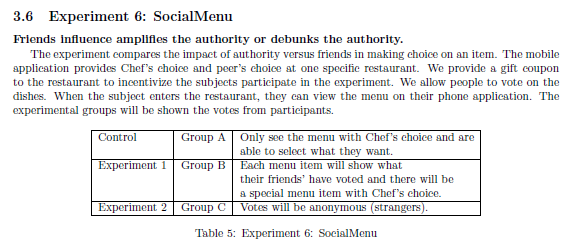 3.6 Experiment 6: SocialMenu
Friends influence amplifies the authority or debunks the authority.
The experiment compares the impact of authority versus friends in making choice on an item. The mobile
application provides Chef's choice and peer's choice at one specific restaurant. We provide a gift coupon
to the restaurant to incentivize the subjects participate in the experiment. We allow people to vote on the
dishes. When the subject enters the restaurant, they can view the menu on their phone application. The
experimental groups will be shown the votes from participants.
Control Group A Only see the menu with Chef's choice and are
able to select what they want.
Experiment 1 Group B Each menu item will show what
their friends' have voted and there will be
a special menu item with Chef's choice.
Experiment 2 Group C Votes will be anonymous (strangers).
Table 5: Experiment 6: SocialMenu